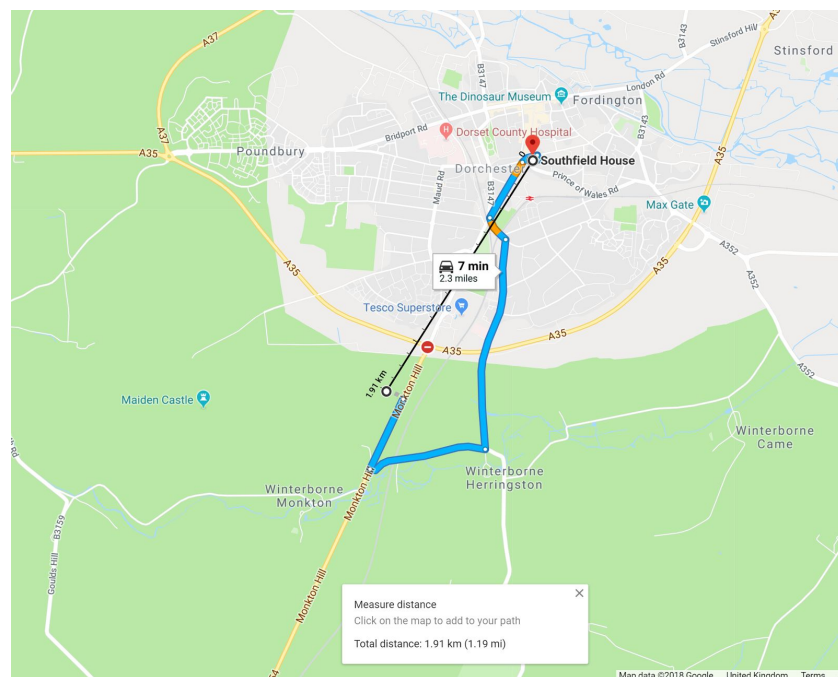 A37
B3143
Stinsford Hill
Stinsford
A35
B3147
London Rd
The Dinosaur Museum
Fordington
A37
Bridport Rd
H
Dorset County Hospital
B3143
A35
Poundbury
A35
0
Southfield House
Dorchester
Prince of Wales Rd
Maud Rd
B3147
Max Gate
A352
A35
7 min
2.3 miles
A35
A352
Tesco Superstore
A35
A35
A352
1.91 km
Maiden Castle
Monkton Hill
Winterborne
Came
Winterborne
Herringston
Winterborne
Monkton
Monkton Hill
B3159
Goulds Hill
Monkton Hill
Measure distance
Click on the map to add to your path
Total distance: 1.91 km (1.19 mi)
Map data ©2018 Google United Kingdom Terms